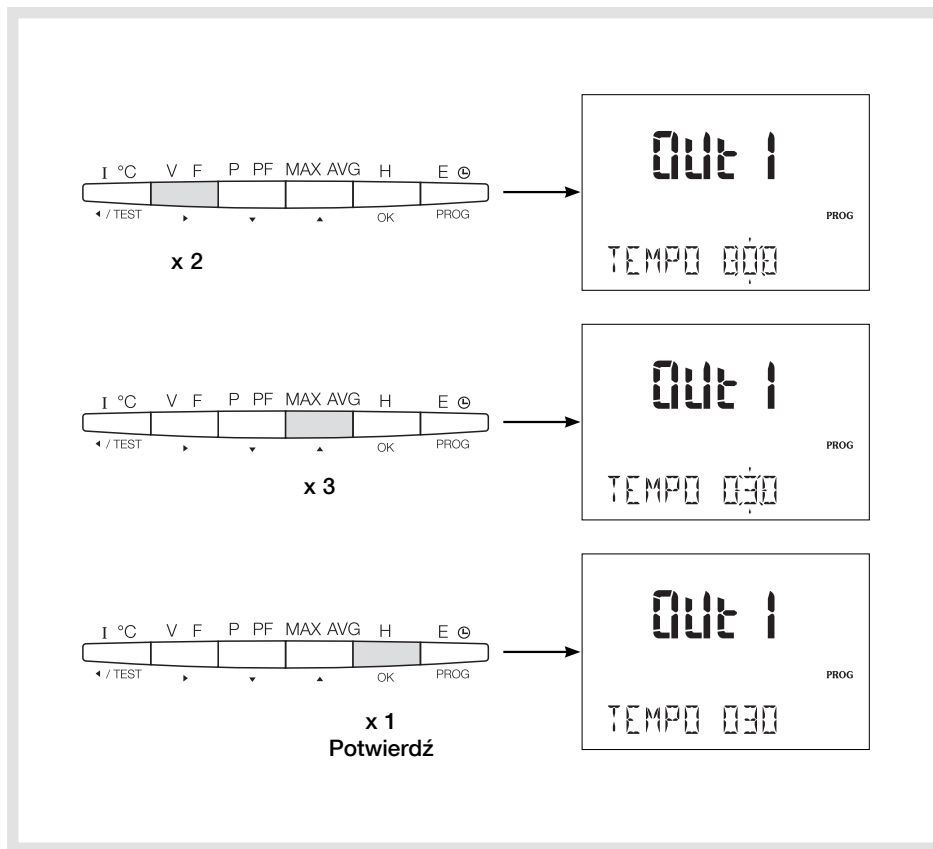 Out 1
I °C V F P PF MAX AVG H E
◂ / TEST ▸ ▾ ▴ OK PROG
PROG
x 2
TEMPO 000
Out 1
I °C V F P PF MAX AVG H E
◂ / TEST ▸ ▾ ▴ OK PROG
PROG
x 3
TEMPO 030
Out 1
I °C V F P PF MAX AVG H E
◂ / TEST ▸ ▾ ▴ OK PROG
PROG
x 1
TEMPO 030
Potwierdź